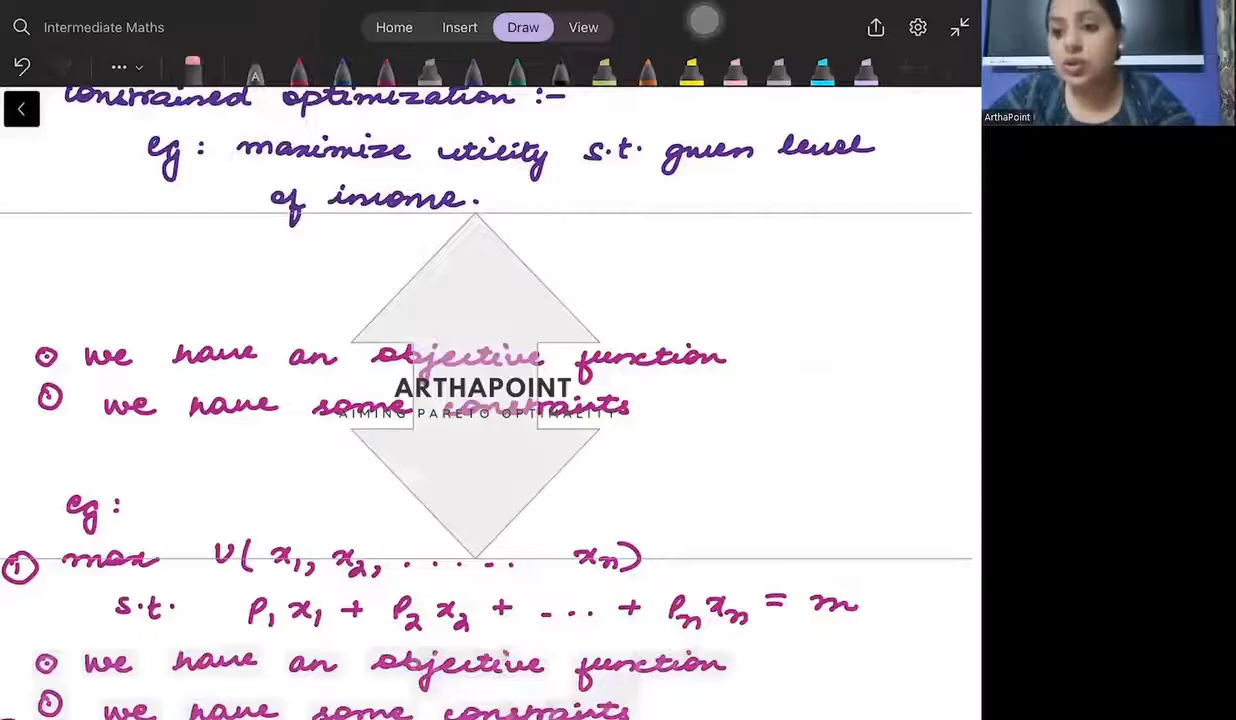 Intermediate Maths
Home Insert Draw View
A
ArthaPoint
Constrained optimization :-
eg : maximize utility s.t. given level
of income.
we have an objective function
ARTHAPOINT
AIMING PARETO OPTIMALITY
we have some constraints
eg :
① max U( x₁, x₂, ..... xₙ)
s.t. P₁x₁ + P₂x₂ + ... + Pₙxₙ = m
we have an objective function
we have some constraints